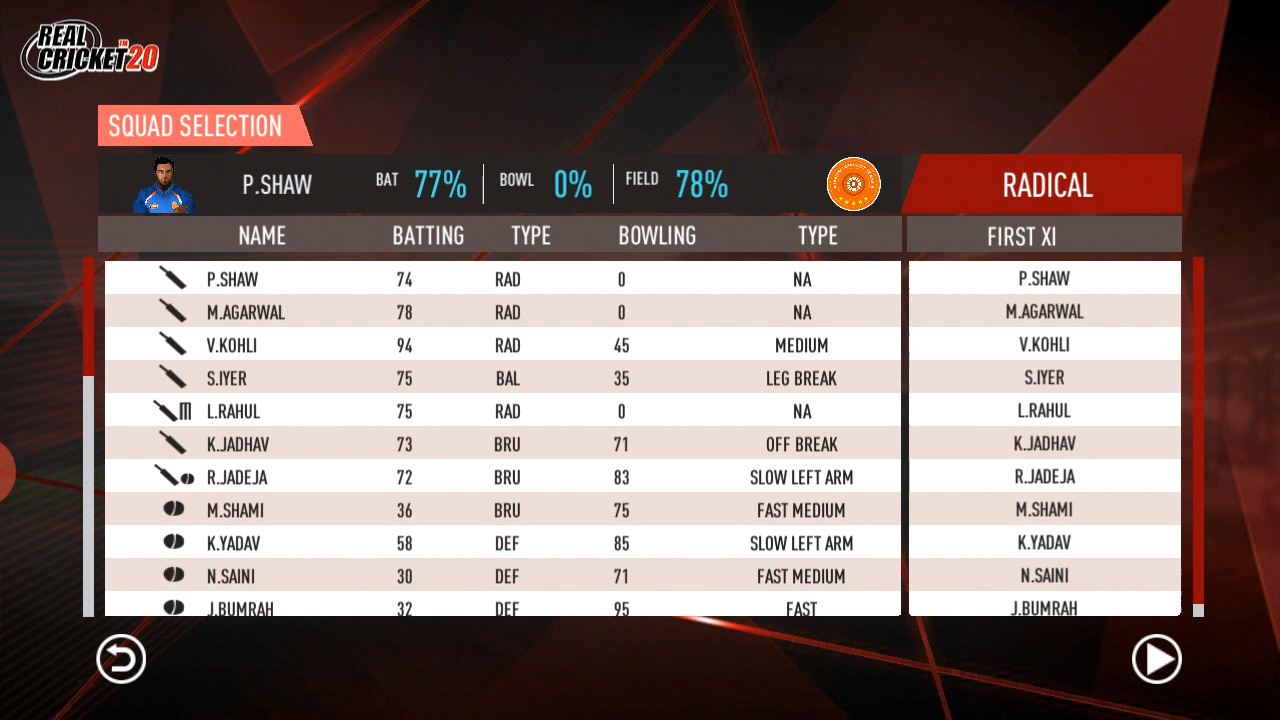 REAL CRICKET™20
SQUAD SELECTION
P.SHAW BAT 77% BOWL 0% FIELD 78% RADICAL
NAME BATTING TYPE BOWLING TYPE FIRST XI
P.SHAW 74 RAD 0 NA P.SHAW
M.AGARWAL 78 RAD 0 NA M.AGARWAL
V.KOHLI 94 RAD 45 MEDIUM V.KOHLI
S.IYER 75 BAL 35 LEG BREAK S.IYER
L.RAHUL 75 RAD 0 NA L.RAHUL
K.JADHAV 73 BRU 71 OFF BREAK K.JADHAV
R.JADEJA 72 BRU 83 SLOW LEFT ARM R.JADEJA
M.SHAMI 36 BRU 75 FAST MEDIUM M.SHAMI
K.YADAV 58 DEF 85 SLOW LEFT ARM K.YADAV
N.SAINI 30 DEF 71 FAST MEDIUM N.SAINI
J.BUMRAH 32 DEF 95 FAST J.BUMRAH